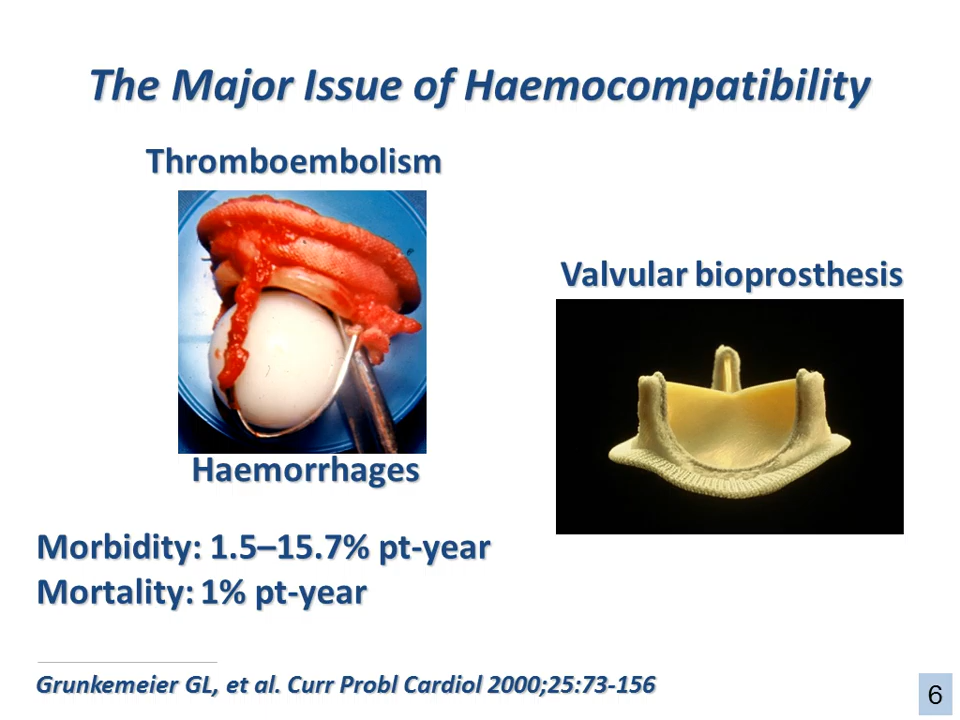 The Major Issue of Haemocompatibility
Thromboembolism
Valvular bioprosthesis
Haemorrhages
Morbidity: 1.5–15.7% pt-year
Mortality: 1% pt-year
Grunkemeier GL, et al. Curr Probl Cardiol 2000;25:73-156
6